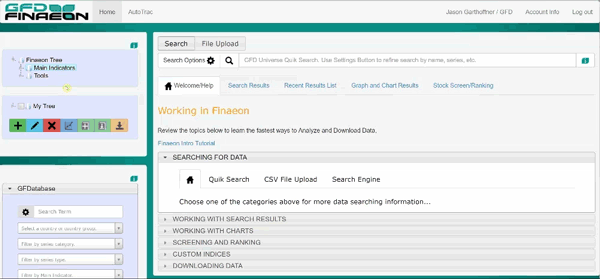 GFD
FINAEON
Home
AutoTrac
Jason Garthoffner / GFD
Account Info
Log out
Finaeon Tree
Main Indicators
Tools
My Tree
GFDatabase
Search Term
Select a country or country group...
Filter by series category
Filter by series type.
Filter by Main Indicator.
Search
File Upload
Search Options
GFD Universe Quik Search. Use Settings Button to refine search by name, series, etc.
Welcome/Help
Search Results
Recent Results List
Graph and Chart Results
Stock Screen/Ranking
Working in Finaeon
Review the topics below to learn the fastest ways to Analyze and Download Data.
Finaeon Intro Tutorial
SEARCHING FOR DATA
Quik Search
CSV File Upload
Search Engine
Choose one of the categories above for more data searching information...
WORKING WITH SEARCH RESULTS
WORKING WITH CHARTS
SCREENING AND RANKING
CUSTOM INDICES
DOWNLOADING DATA